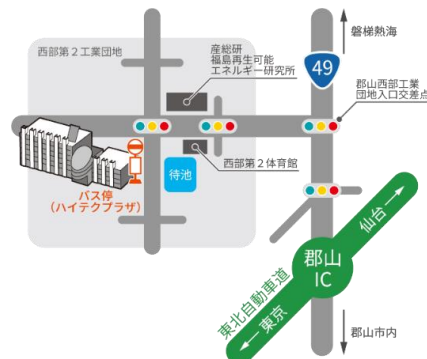 磐梯熱海
西部第２工業団地
産総研
福島再生可能
エネルギー研究所
49
郡山西部工業
団地入口交差点
西部第２体育館
待池
バス停
（ハイテクプラザ）
仙台
郡山
IC
東北自動車道
東京
郡山市内